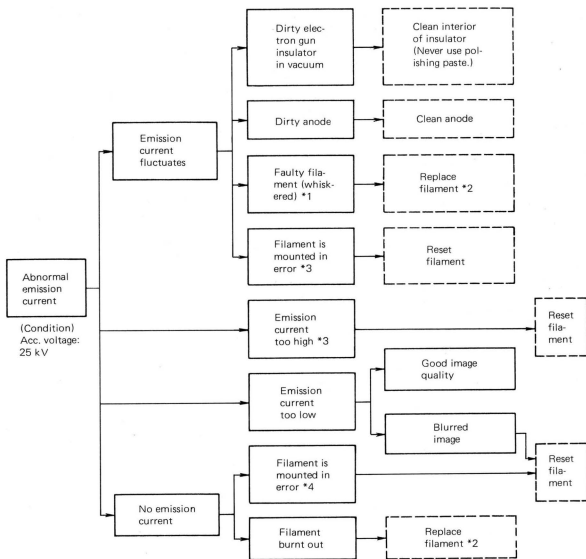 Dirty elec-
tron gun
insulator
in vacuum
Clean interior
of insulator
(Never use pol-
ishing paste.)
Dirty anode
Clean anode
Emission
current
fluctuates
Faulty fila-
ment (whisk-
ered) *1
Replace
filament *2
Filament is
mounted in
error *3
Reset
filament
Abnormal
emission
current
(Condition)
Acc. voltage:
25 kV
Emission
current
too high *3
Reset
fila-
ment
Emission
current
too low
Good image
quality
Blurred
image
Filament is
mounted in
error *4
Reset
fila-
ment
No emission
current
Filament
burnt out
Replace
filament *2